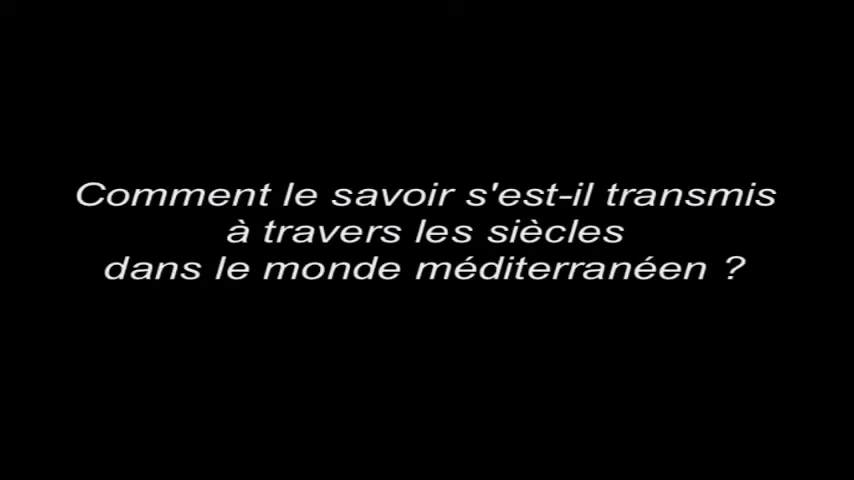 Comment le savoir s'est-il transmis
à travers les siècles
dans le monde méditerranéen ?